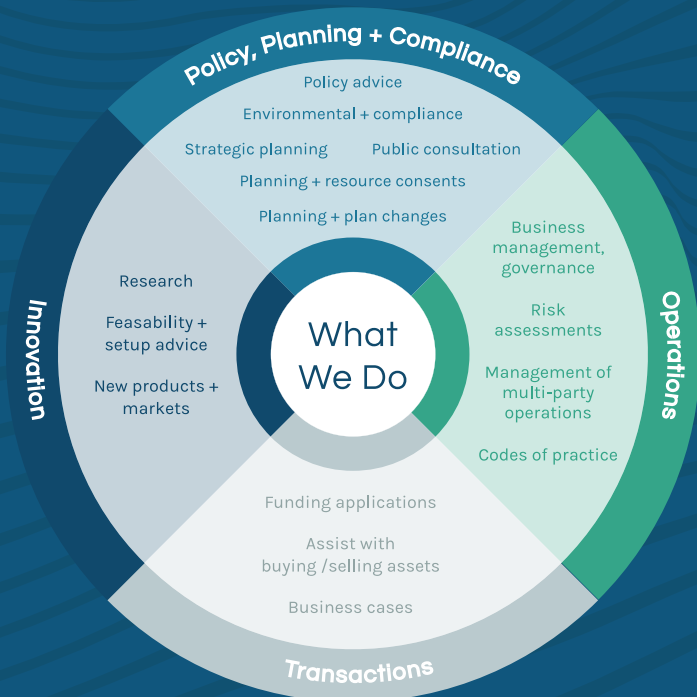 Policy, Planning + Compliance
Policy advice
Environmental + compliance
Strategic planning
Public consultation
Planning + resource consents
Planning + plan changes
Operations
Business
management,
governance
Risk
assessments
Management of
multi-party
operations
Codes of practice
Transactions
Funding applications
Assist with
buying /selling assets
Business cases
Innovation
Research
Feasability +
setup advice
New products +
markets
What
We Do